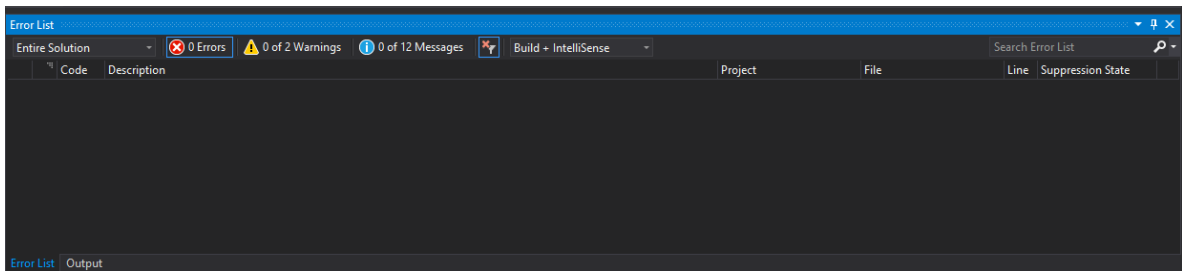 Error List
Entire Solution 0 Errors 0 of 2 Warnings 0 of 12 Messages Build + IntelliSense Search Error List
Code Description Project File Line Suppression State
Error List Output